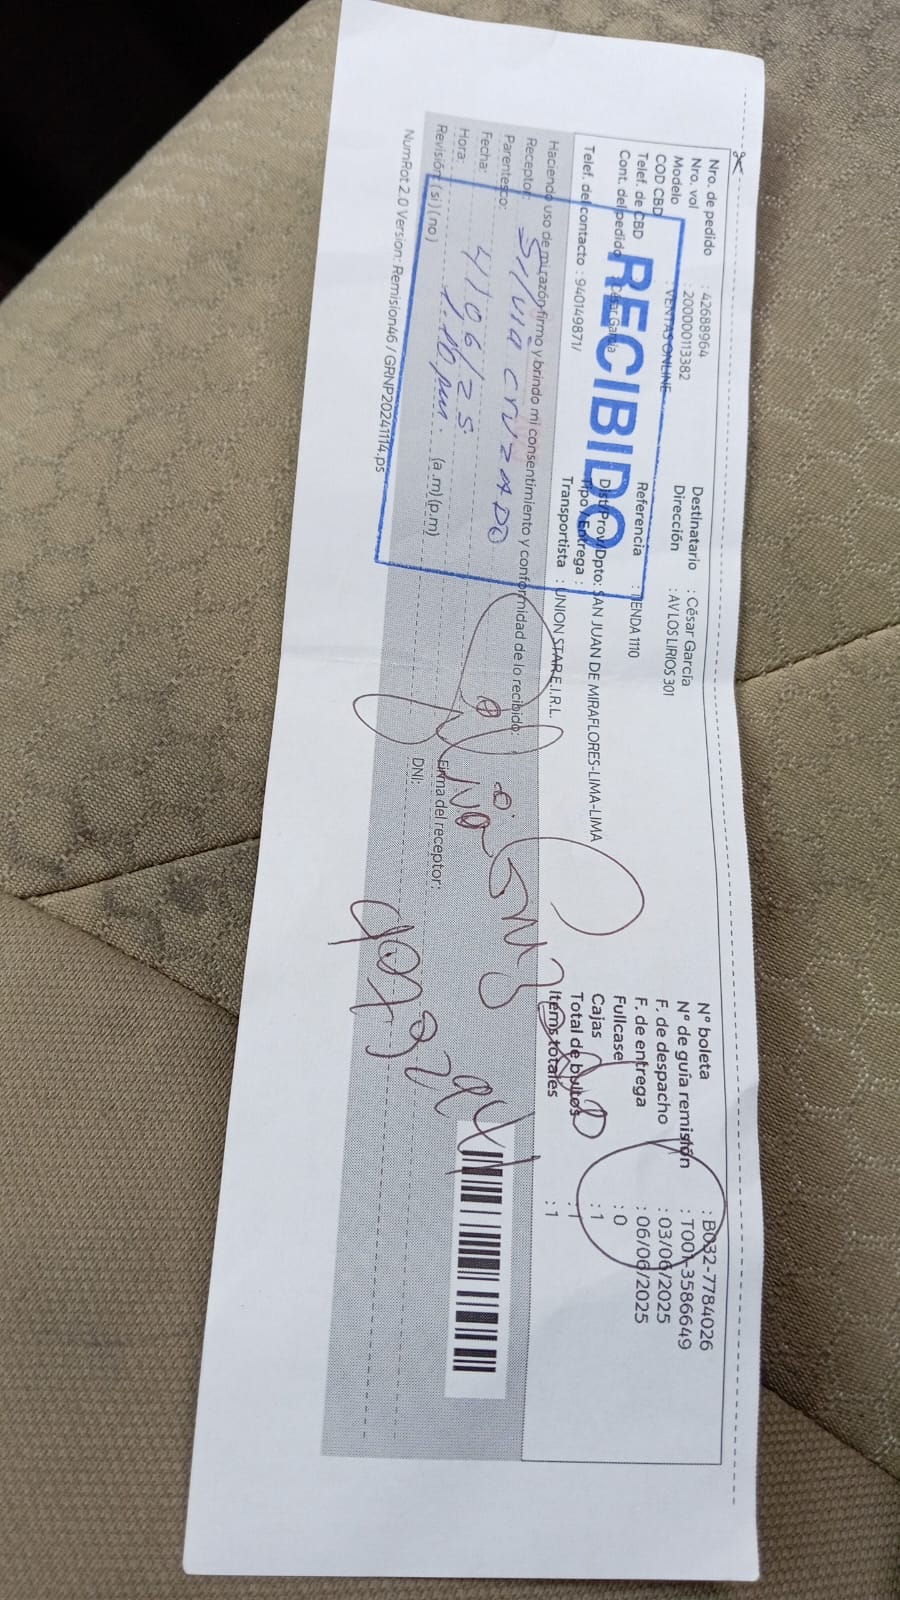 Nro. de pedido : 42688964
Nro. vol : 200000113382
Modelo : VENTAS ONLINE
COD CBD
Telef. de CBD
Cont. del pedido : César García
Telef. del contacto : 940149871/
RECIBIDO
Destinatario : César García
Dirección : AV LOS LIRIOS 301
Referencia : TIENDA 1110
Dist/Prov/Dpto: SAN JUAN DE MIRAFLORES-LIMA-LIMA
Tipo Entrega :
Transportista : UNION STAR E.I.R.L.
N° boleta : B032-7784026
N° de guia remisión : T001-3586649
F. de despacho : 03/06/2025
F. de entrega : 06/06/2025
Fullcase : 0
Cajas : 1
Total de bultos : 1
Items totales : 1
Haciendo uso de mi razón firmo y brindo mi consentimiento y conformidad de lo recibido:
Receptor: Silvia Cruzado
Parentesco:
Fecha: 4/06/25
Hora: (a .m) (p.m)
Revisión: (si) (no)
Silvia Cruzado
Firma del receptor:
DNI:
NumRot 2.0 Version: Remision46 / GRNP20241114.ps